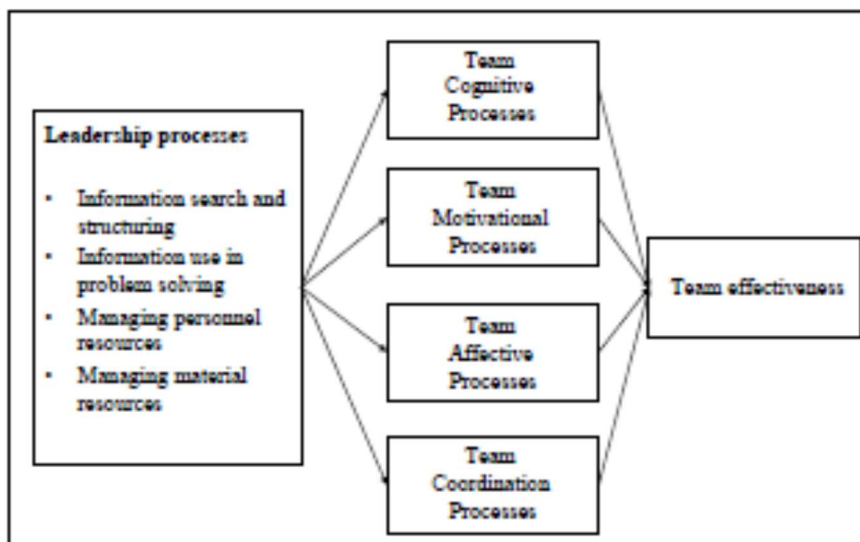 Leadership processes
• Information search and
structuring
• Information use in
problem solving
• Managing personnel
resources
• Managing material
resources
Team
Cognitive
Processes
Team
Motivational
Processes
Team
Affective
Processes
Team
Coordination
Processes
Team effectiveness